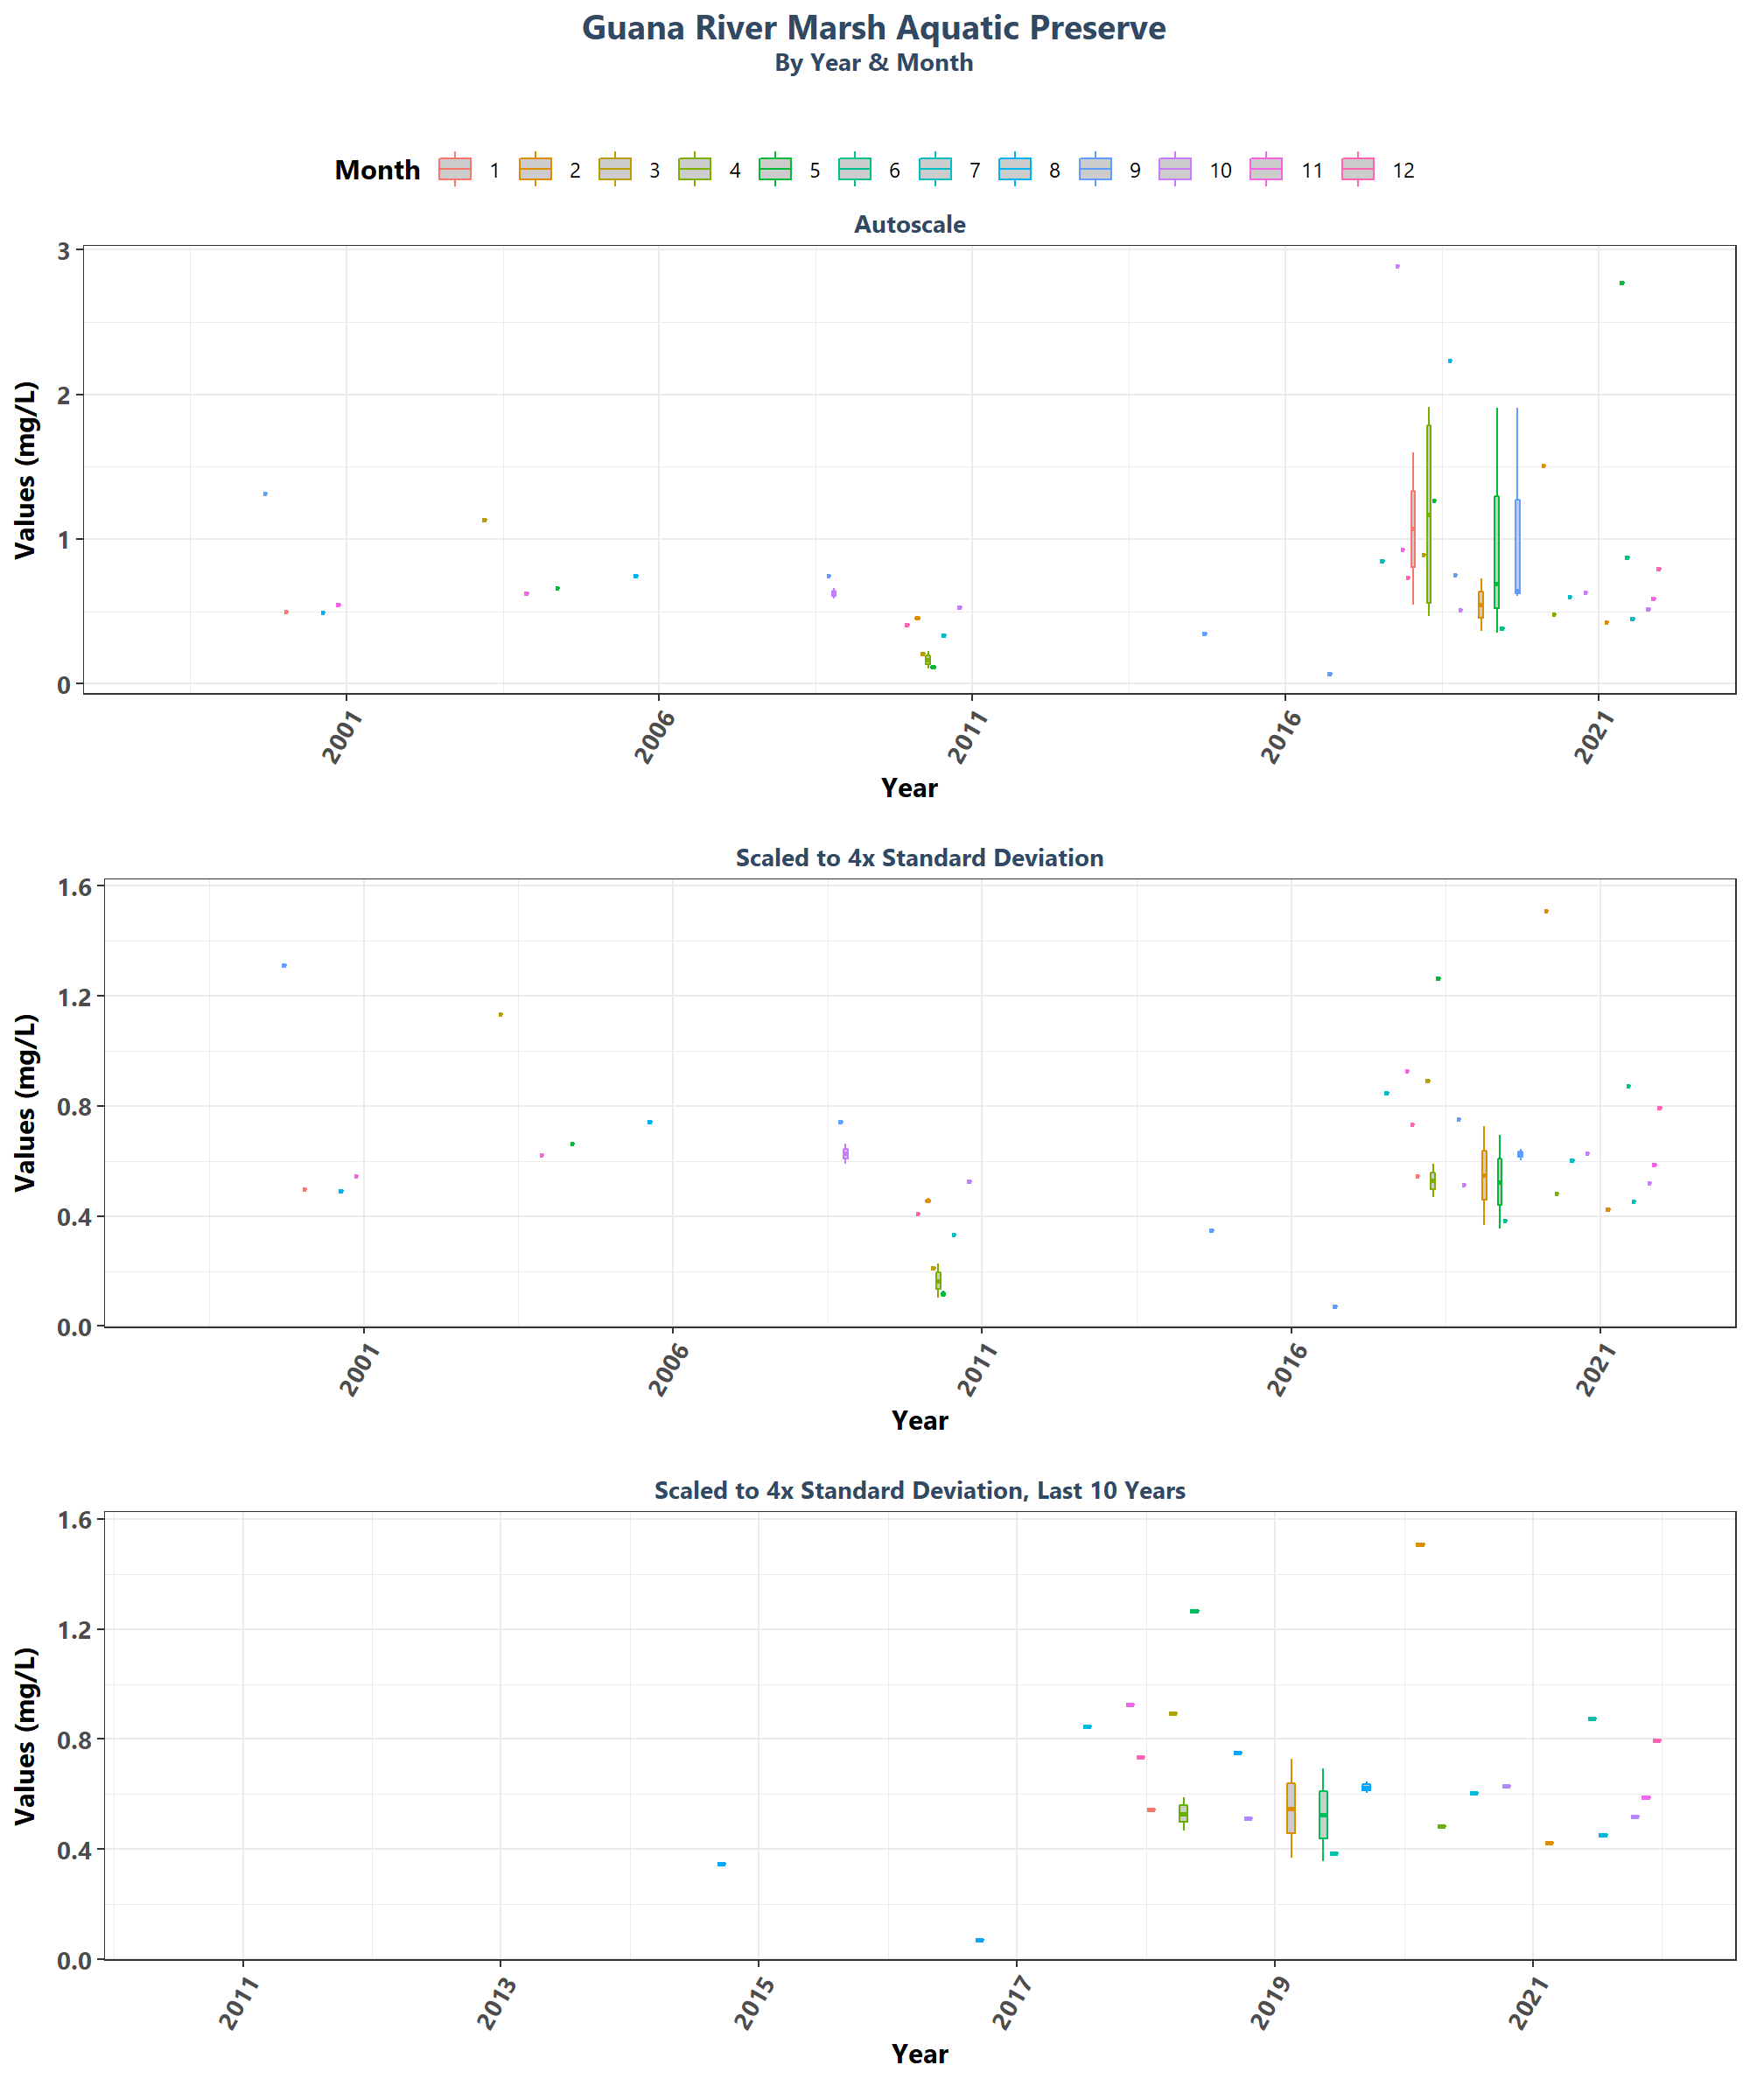 Guana River Marsh Aquatic Preserve
By Year & Month
Month 1 2 3 4 5 6 7 8 9 10 11 12
Autoscale
Values (mg/L)
3
2
1
0
2001 2006 2011 2016 2021
Year
Scaled to 4x Standard Deviation
Values (mg/L)
1.6
1.2
0.8
0.4
0.0
2001 2006 2011 2016 2021
Year
Scaled to 4x Standard Deviation, Last 10 Years
Values (mg/L)
1.6
1.2
0.8
0.4
0.0
2011 2013 2015 2017 2019 2021
Year